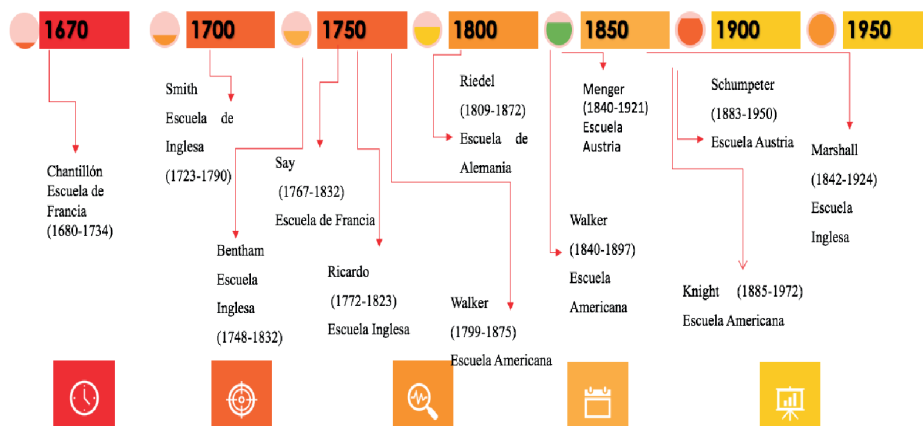 1670
1700
1750
1800
1850
1900
1950
Chantillón
Escuela de
Francia
(1680-1734)
Smith
Escuela de
Inglesa
(1723-1790)
Bentham
Escuela
Inglesa
(1748-1832)
Say
(1767-1832)
Escuela de Francia
Ricardo
(1772-1823)
Escuela Inglesa
Riedel
(1809-1872)
Escuela de
Alemania
Walker
(1799-1875)
Escuela Americana
Menger
(1840-1921)
Escuela
Austria
Walker
(1840-1897)
Escuela
Americana
Schumpeter
(1883-1950)
Escuela Austria
Knight (1885-1972)
Escuela Americana
Marshall
(1842-1924)
Escuela
Inglesa